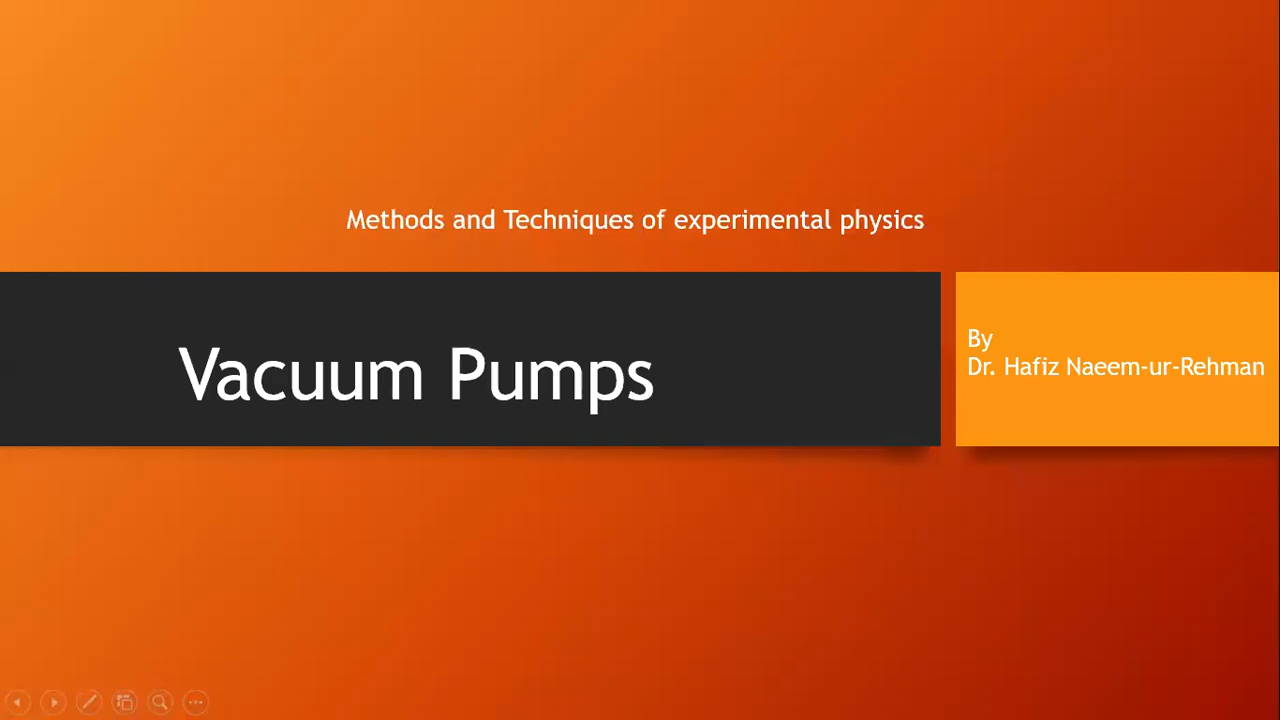 Methods and Techniques of experimental physics
Vacuum Pumps
By
Dr. Hafiz Naeem-ur-Rehman